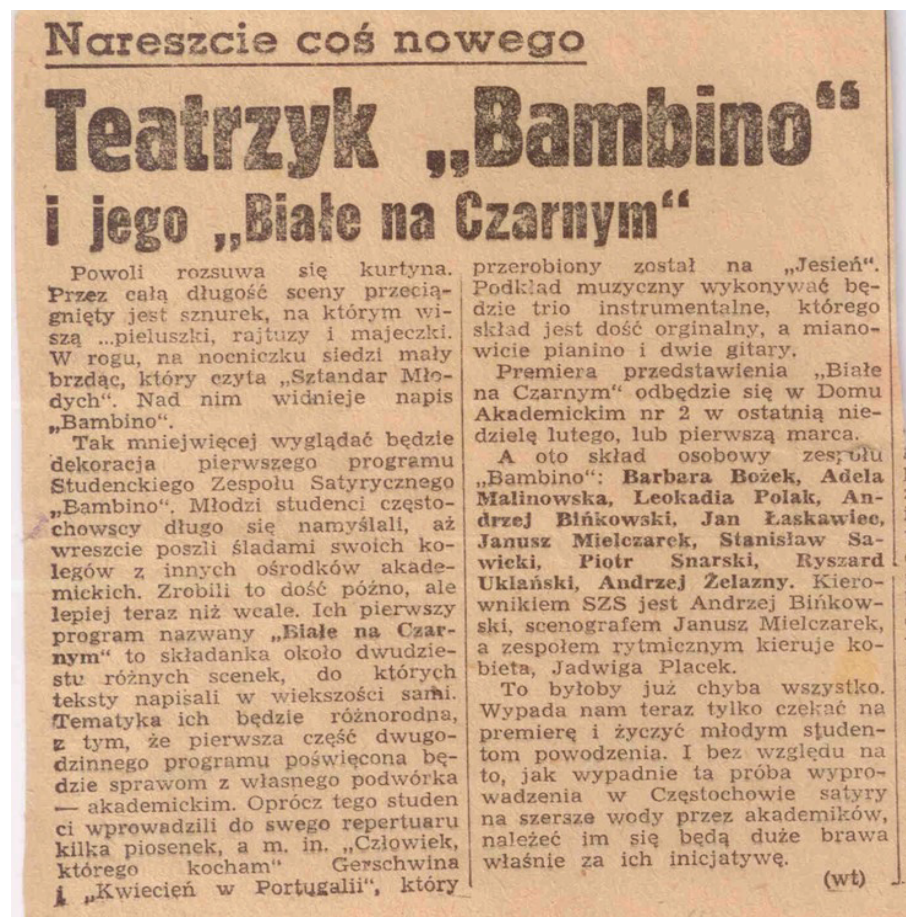 Nareszcie coś nowego
Teatrzyk „Bambino“
i jego „Białe na Czarnym“
Powoli rozsuwa się kurtyna.
Przez całą długość sceny przecią-
gnięty jest sznurek, na którym wi-
szą ...pieluszki, rajtuzy i majeczki.
W rogu, na nocniczku siedzi mały
brzdąc, który czyta „Sztandar Mło-
dych“. Nad nim widnieje napis
„Bambino“.
Tak mniejwięcej wyglądać będzie
dekoracja pierwszego programu
Studenckiego Zespołu Satyrycznego
„Bambino“. Młodzi studenci często-
chowscy długo się namyślali, aż
wreszcie poszli śladami swoich ko-
legów z innych ośrodków akade-
mickich. Zrobili to dość późno, ale
lepiej teraz niż wcale. Ich pierwszy
program nazwany „Białe na Czar-
nym“ to składanka około dwudzie-
stu różnych scenek, do których
teksty napisali w wiekszości sami.
Tematyka ich będzie różnorodna,
z tym, że pierwsza część dwugo-
dzinnego programu poświęcona bę-
dzie sprawom z własnego podwórka
— akademickim. Oprócz tego studen
ci wprowadzili do swego repertuaru
kilka piosenek, a m. in. „Człowiek,
którego kocham“ Gerschwina
i „Kwiecień w Portugalii“, który
przerobiony został na „Jesień“.
Podkład muzyczny wykonywać bę-
dzie trio instrumentalne, którego
skład jest dość orginalny, a miano-
wicie pianino i dwie gitary.
Premiera przedstawienia „Białe
na Czarnym“ odbędzie się w Domu
Akademickim nr 2 w ostatnią nie-
dzielę lutego, lub pierwszą marca.
A oto skład osobowy zespołu
„Bambino“: Barbara Bożek, Adela
Malinowska, Leokadia Polak, An-
drzej Bińkowski, Jan Łaskawiec,
Janusz Mielczarek, Stanisław Sa-
wicki, Piotr Snarski, Ryszard
Uklański, Andrzej Żelazny. Kiero-
wnikiem SZS jest Andrzej Bińkow-
ski, scenografem Janusz Mielczarek,
a zespołem rytmicznym kieruje ko-
bieta, Jadwiga Placek.
To byłoby już chyba wszystko.
Wypada nam teraz tylko czekać na
premierę i życzyć młodym studen-
tom powodzenia. I bez względu na
to, jak wypadnie ta próba wypro-
wadzenia w Częstochowie satyry
na szersze wody przez akademików,
należeć im się będą duże brawa
właśnie za ich inicjatywę.
(wt)